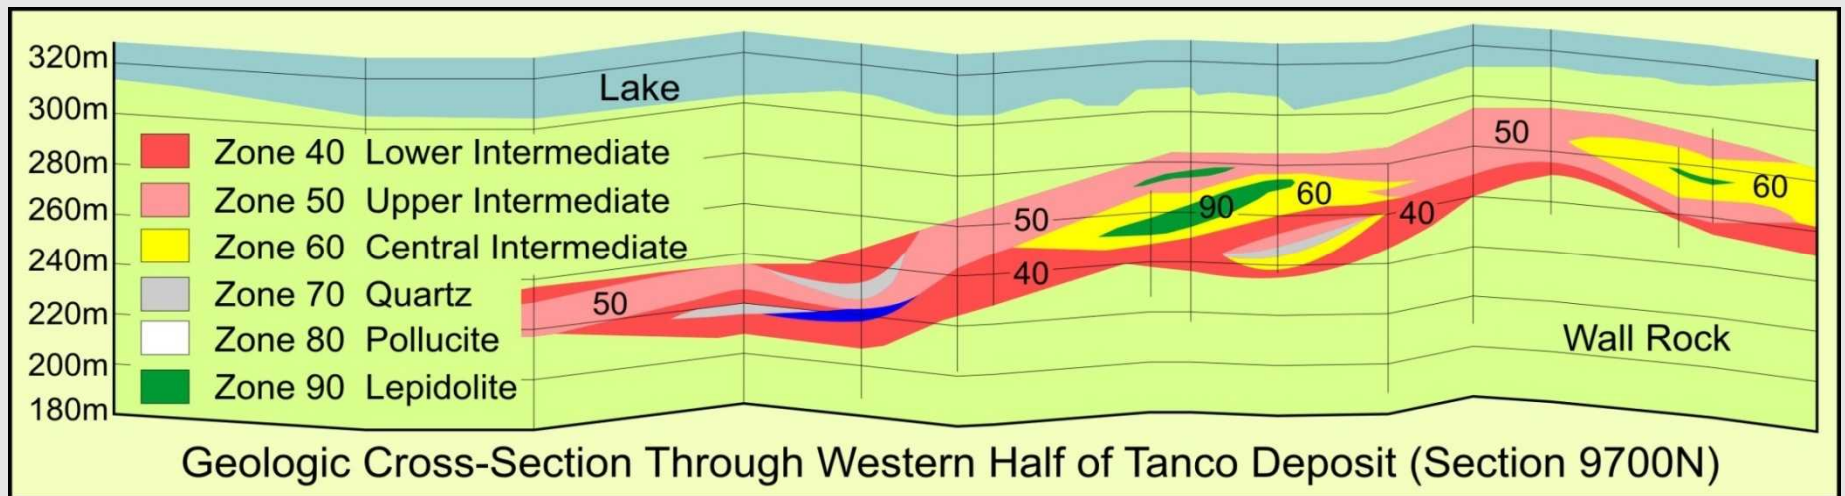 320m
300m
280m
260m
240m
220m
200m
180m
Lake
Zone 40 Lower Intermediate
Zone 50 Upper Intermediate
Zone 60 Central Intermediate
Zone 70 Quartz
Zone 80 Pollucite
Zone 90 Lepidolite
50
50
40
90
60
40
50
60
Wall Rock
Geologic Cross-Section Through Western Half of Tanco Deposit (Section 9700N)